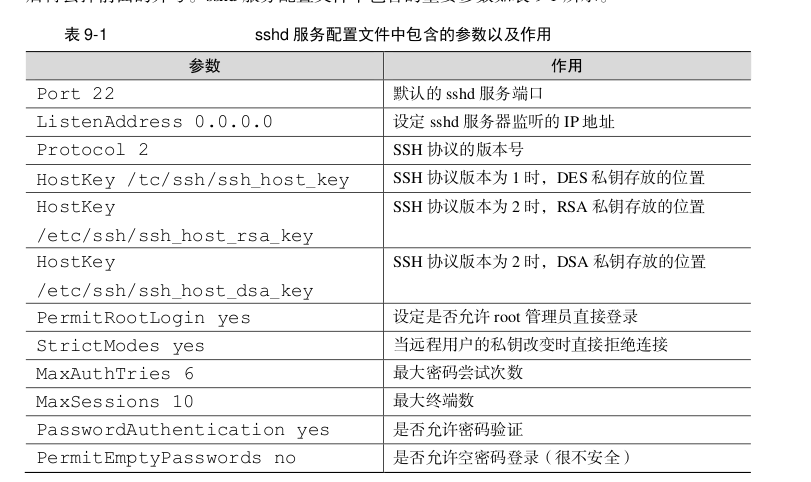 表 9-1 sshd 服务配置文件中包含的参数以及作用
参数 作用
Port 22 默认的 sshd 服务端口
ListenAddress 0.0.0.0 设定 sshd 服务器监听的 IP 地址
Protocol 2 SSH 协议的版本号
HostKey /tc/ssh/ssh_host_key SSH 协议版本为 1 时，DES 私钥存放的位置
HostKey SSH 协议版本为 2 时，RSA 私钥存放的位置
/etc/ssh/ssh_host_rsa_key
HostKey SSH 协议版本为 2 时，DSA 私钥存放的位置
/etc/ssh/ssh_host_dsa_key
PermitRootLogin yes 设定是否允许 root 管理员直接登录
StrictModes yes 当远程用户的私钥改变时直接拒绝连接
MaxAuthTries 6 最大密码尝试次数
MaxSessions 10 最大终端数
PasswordAuthentication yes 是否允许密码验证
PermitEmptyPasswords no 是否允许空密码登录（很不安全）